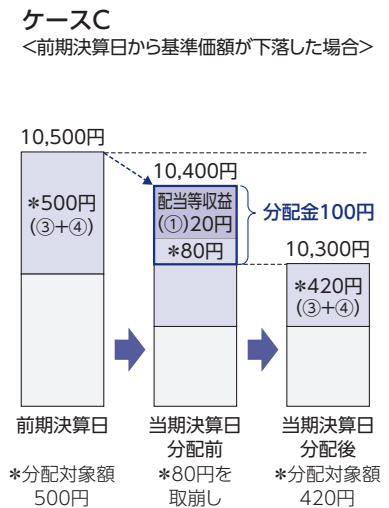 ケースC
<前期決算日から基準価額が下落した場合>
10,500円
10,400円
*500円
(③+④)
配当等収益
(①)20円
*80円
分配金100円
10,300円
*420円
(③+④)
前期決算日
当期決算日
分配前
当期決算日
分配後
*分配対象額
500円
*80円を
取崩し
*分配対象額
420円